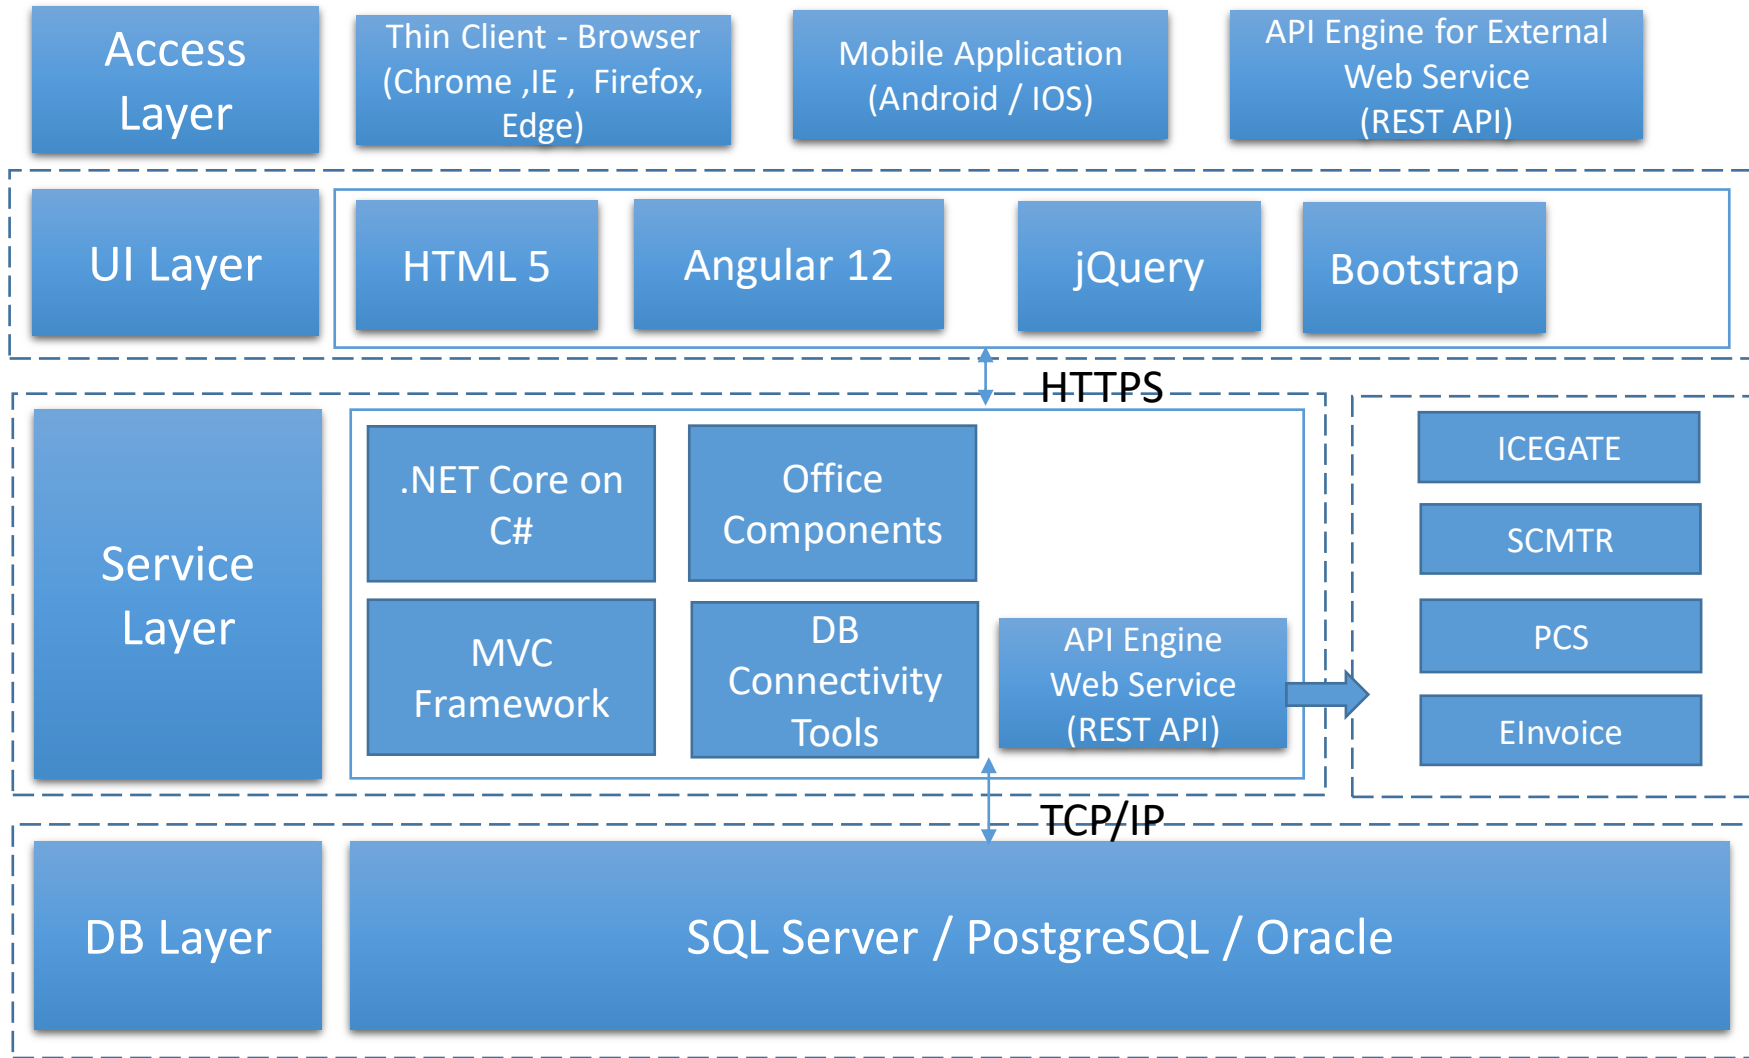 Access
Layer
Thin Client - Browser
(Chrome ,IE , Firefox,
Edge)
Mobile Application
(Android / IOS)
API Engine for External
Web Service
(REST API)
UI Layer
HTML 5
Angular 12
jQuery
Bootstrap
HTTPS
Service
Layer
.NET Core on
C#
Office
Components
MVC
Framework
DB
Connectivity
Tools
API Engine
Web Service
(REST API)
ICEGATE
SCMTR
PCS
EInvoice
TCP/IP
DB Layer
SQL Server / PostgreSQL / Oracle